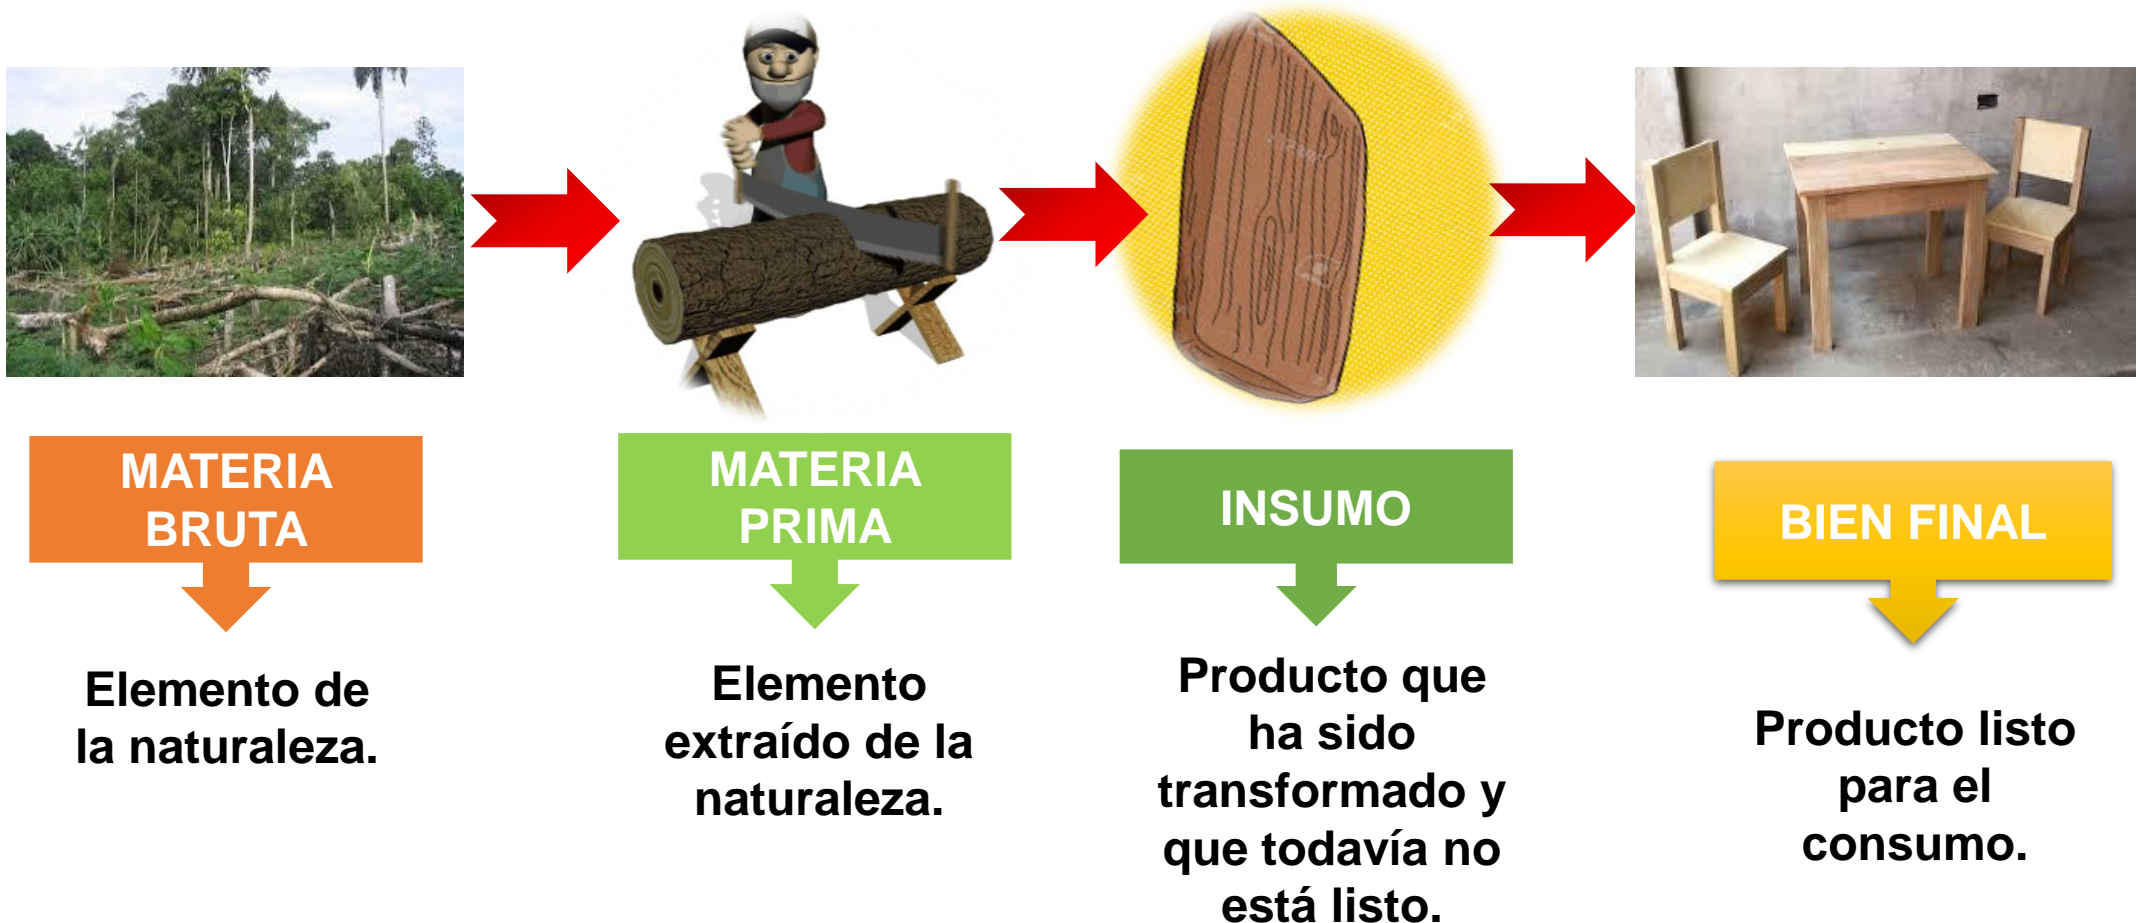 MATERIA
BRUTA
Elemento de
la naturaleza.
MATERIA
PRIMA
Elemento
extraído de la
naturaleza.
INSUMO
Producto que
ha sido
transformado y
que todavía no
está listo.
BIEN FINAL
Producto listo
para el
consumo.